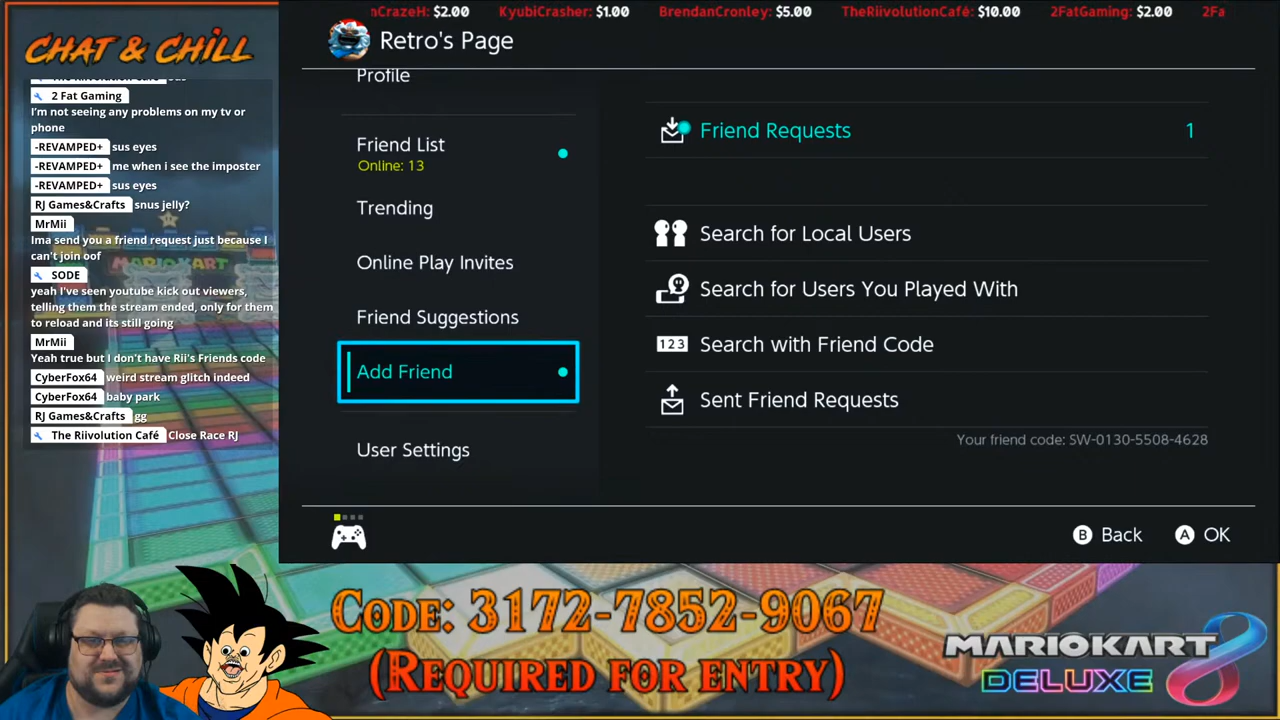 nCrazeH: $2.00 KyubiCrasher: $1.00 BrendanCronley: $5.00 TheRiivolutionCafé: $10.00 2FatGaming: $2.00 2Fa
CHAT & CHILL
2 Fat Gaming
I'm not seeing any problems on my tv or
phone
-REVAMPED+ sus eyes
-REVAMPED+ me when i see the imposter
-REVAMPED+ sus eyes
RJ Games&Crafts snus jelly?
MrMii
Ima send you a friend request just because I
can't join oof
SODE
yeah I've seen youtube kick out viewers,
telling them the stream ended, only for them
to reload and its still going
MrMii
Yeah true but I don't have Rii's Friends code
CyberFox64 weird stream glitch indeed
CyberFox64 baby park
RJ Games&Crafts gg
The Riivolution Café Close Race RJ
Retro's Page
Profile
Friend List
Online: 13
Trending
Online Play Invites
Friend Suggestions
Add Friend
User Settings
Friend Requests 1
Search for Local Users
Search for Users You Played With
123 Search with Friend Code
Sent Friend Requests
Your friend code: SW-0130-5508-4628
B Back A OK
CODE: 3172-7852-9067
(REQUIRED FOR ENTRY)
MARIOKART 8
DELUXE